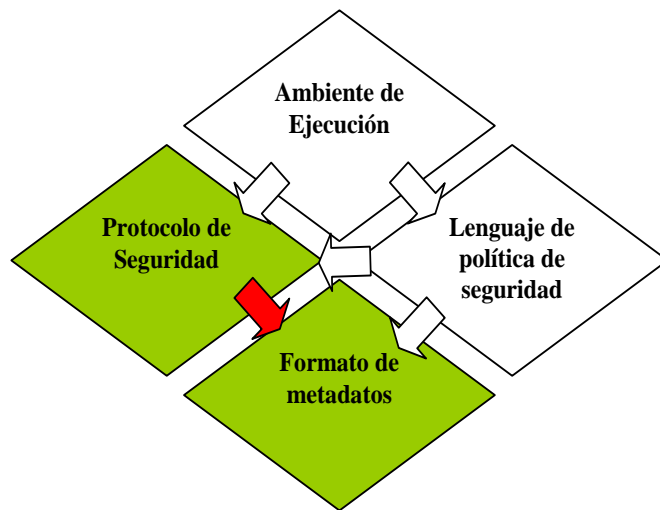 Ambiente de
Ejecución
Protocolo de
Seguridad
Lenguaje de
política de
seguridad
Formato de
metadatos